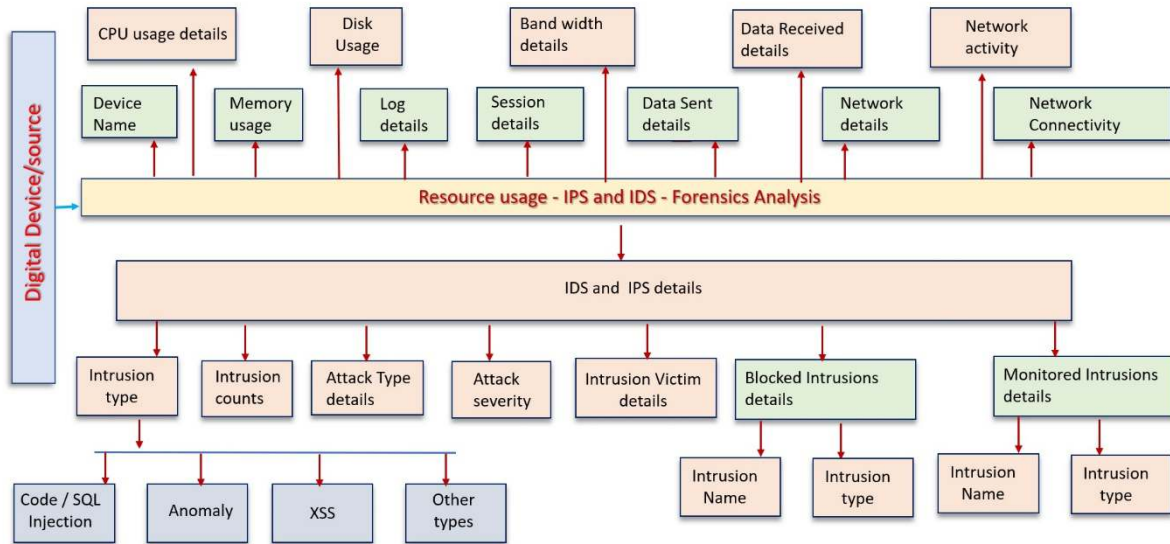 CPU usage details
Disk
Usage
Band width
details
Data Received
details
Network
activity
Device
Name
Memory
usage
Log
details
Session
details
Data Sent
details
Network
details
Network
Connectivity
Digital Device/source
Resource usage - IPS and IDS - Forensics Analysis
IDS and IPS details
Intrusion
type
Intrusion
counts
Attack Type
details
Attack
severity
Intrusion Victim
details
Blocked Intrusions
details
Monitored Intrusions
details
Intrusion
Name
Intrusion
type
Intrusion
Name
Intrusion
type
Code / SQL
Injection
Anomaly
XSS
Other
types